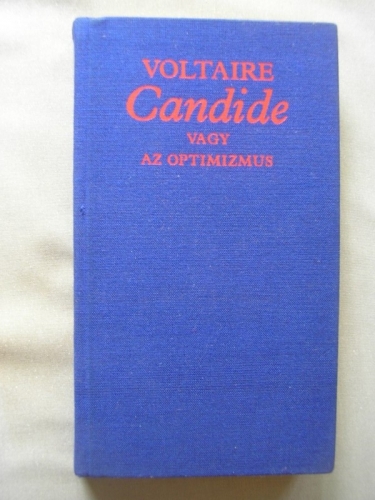 VOLTAIRE
Candide
VAGY
AZ OPTIMIZMUS